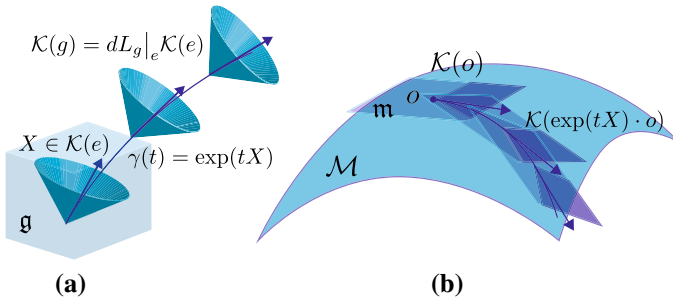 𝒦(g) = dL_g|_e 𝒦(e)
X ∈ 𝒦(e)
γ(t) = exp(tX)
𝔤
(a)
𝒦(o)
𝔪 o
𝒦(exp(tX) · o)
ℳ
(b)